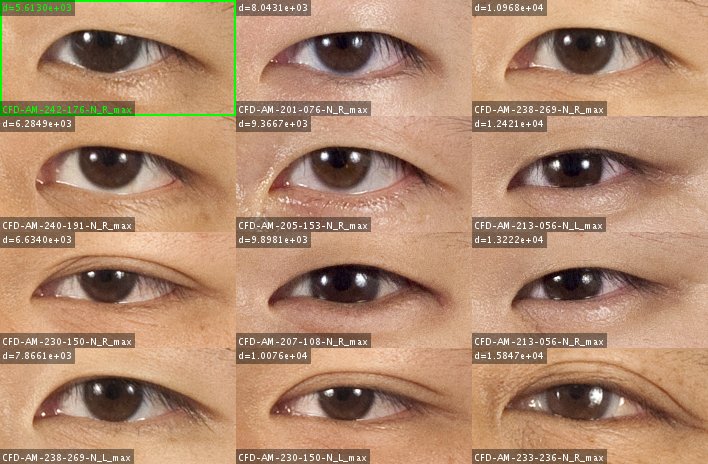 d=5.6130e+03
d=8.0431e+03
d=1.0968e+04
CFD-AM-242-176-N_R_max
CFD-AM-201-076-N_R_max
CFD-AM-238-269-N_R_max
d=6.2849e+03
d=9.3667e+03
d=1.2421e+04
CFD-AM-240-191-N_R_max
CFD-AM-205-153-N_R_max
CFD-AM-213-056-N_L_max
d=6.6340e+03
d=9.8981e+03
d=1.3222e+04
CFD-AM-230-150-N_R_max
CFD-AM-207-108-N_R_max
CFD-AM-213-056-N_R_max
d=7.8661e+03
d=1.0076e+04
d=1.5847e+04
CFD-AM-238-269-N_L_max
CFD-AM-230-150-N_L_max
CFD-AM-233-236-N_R_max